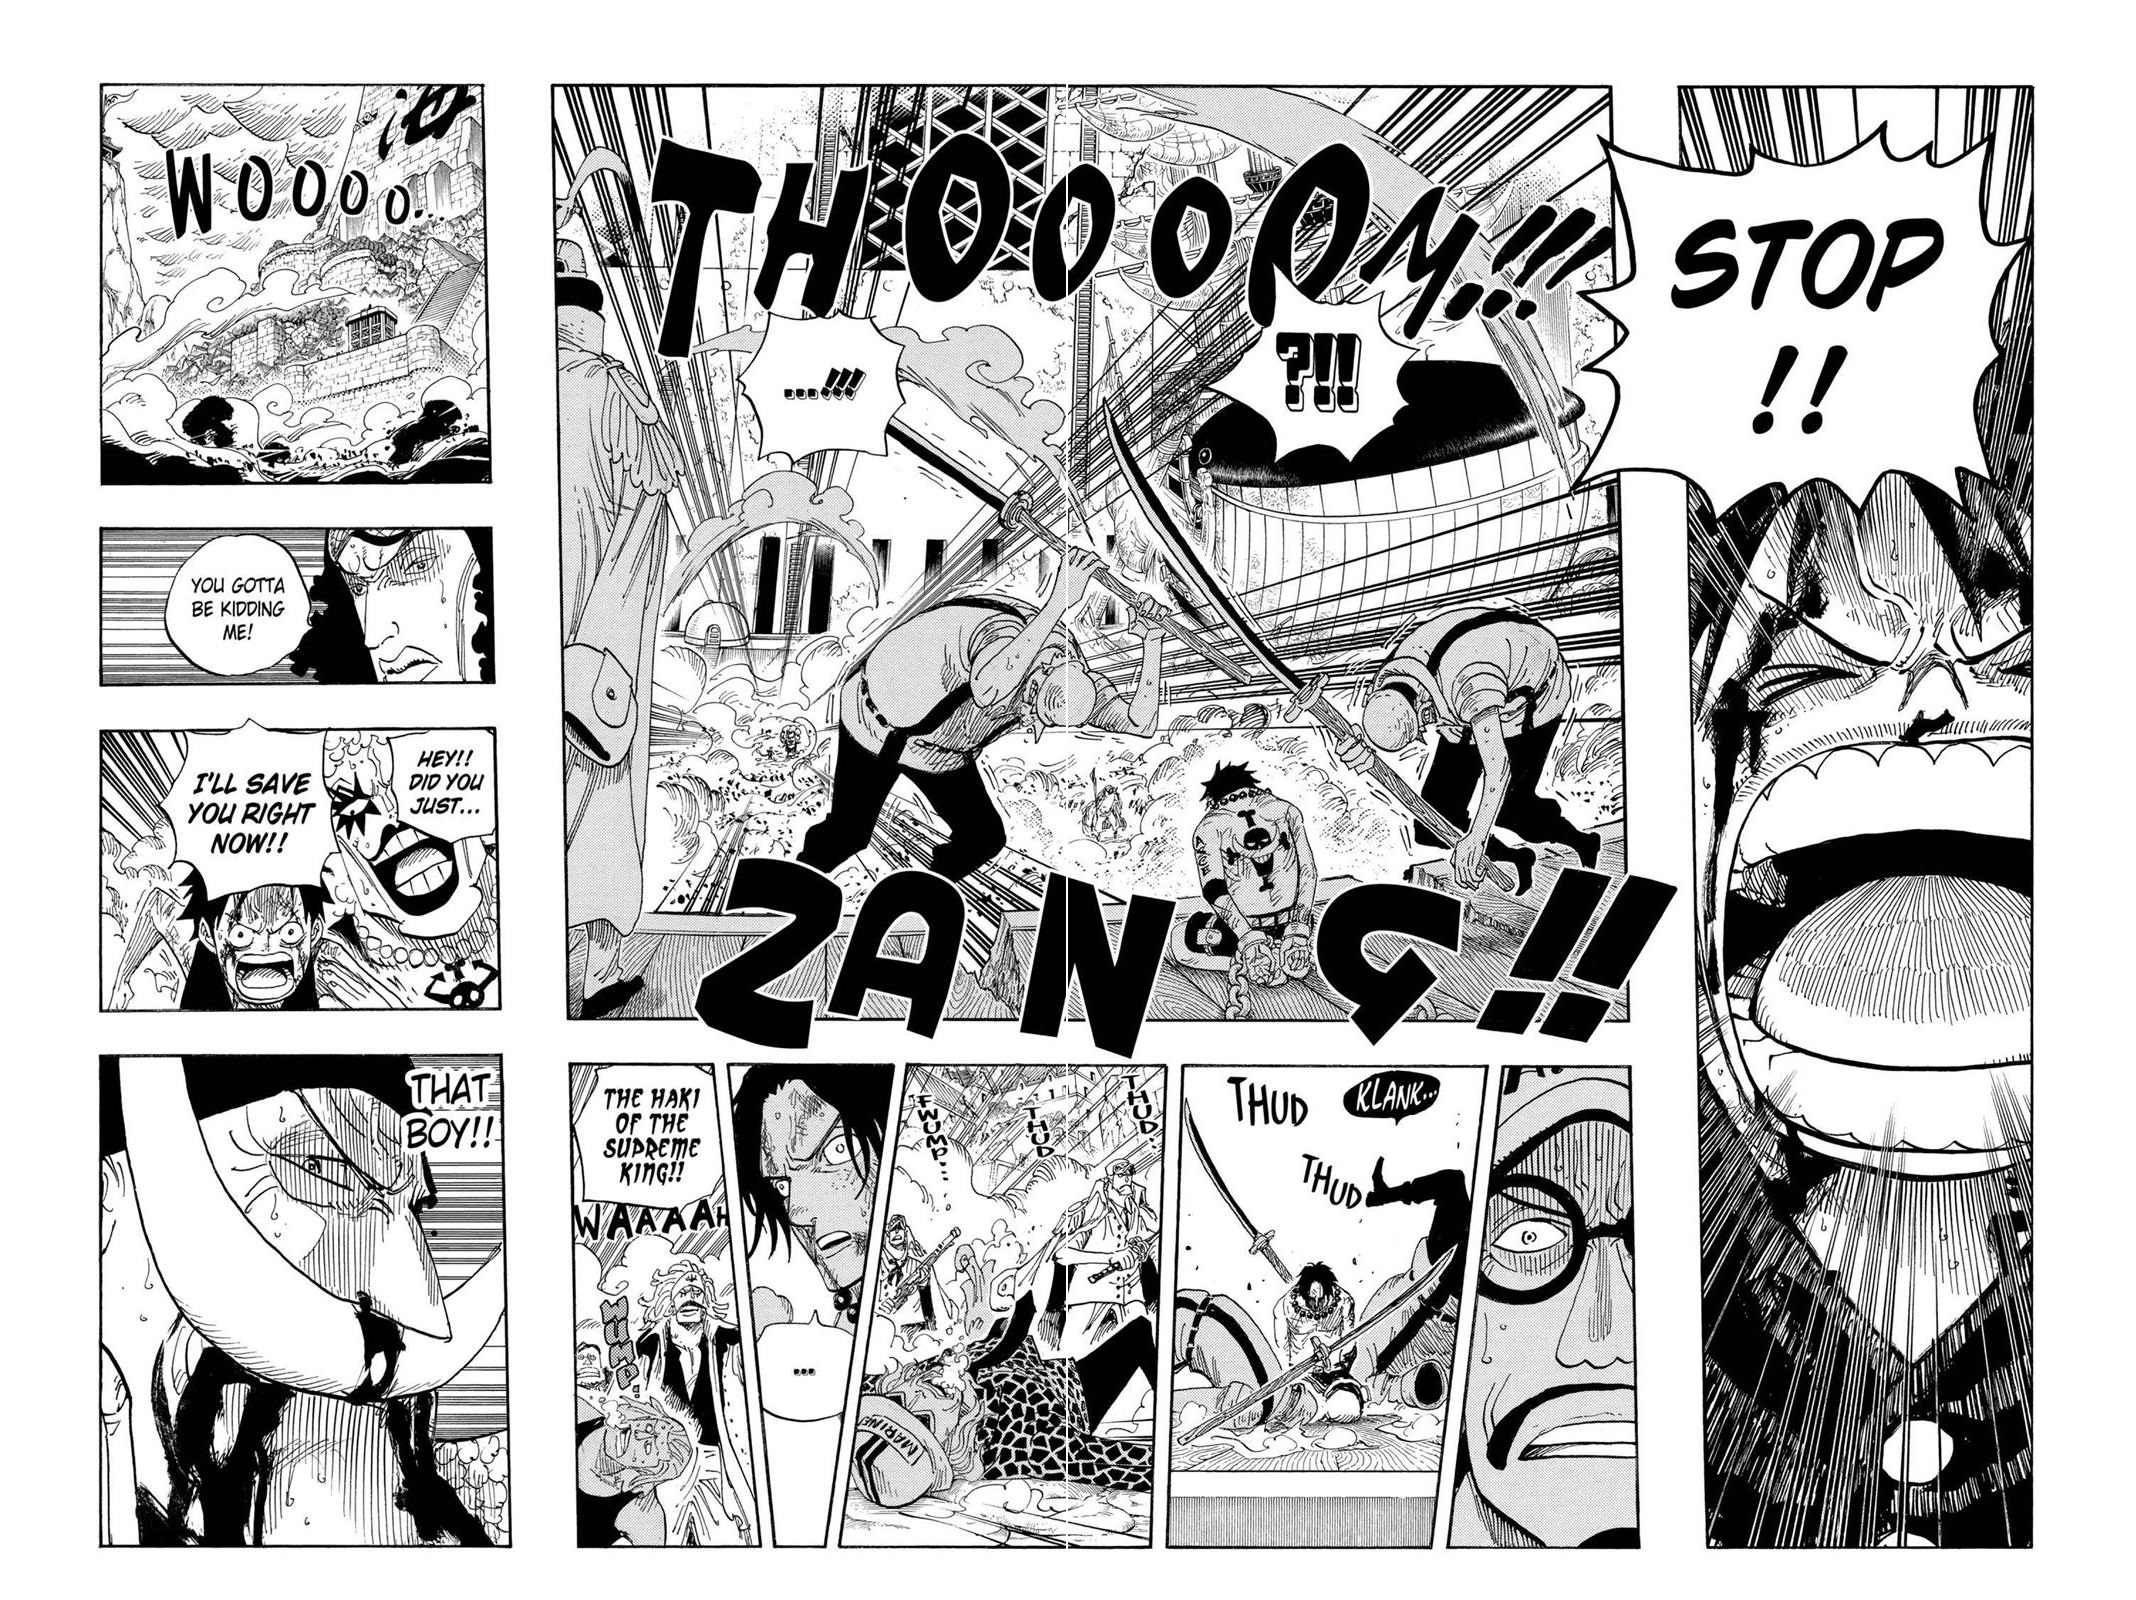 STOP
!!
THOOOOM!!!
?!!
...!!!
ZANG!!
THUD
KLANK...
THUD
THUD...
THUD
FWUMP...
MARINE
...
THE HAKI
OF THE
SUPREME
KING!!
WAAAAH
WUMP..
WOOOO...
YOU GOTTA
BE KIDDING
ME!
HEY!!
DID YOU
JUST...
I'LL SAVE
YOU RIGHT
NOW!!
THAT
BOY!!